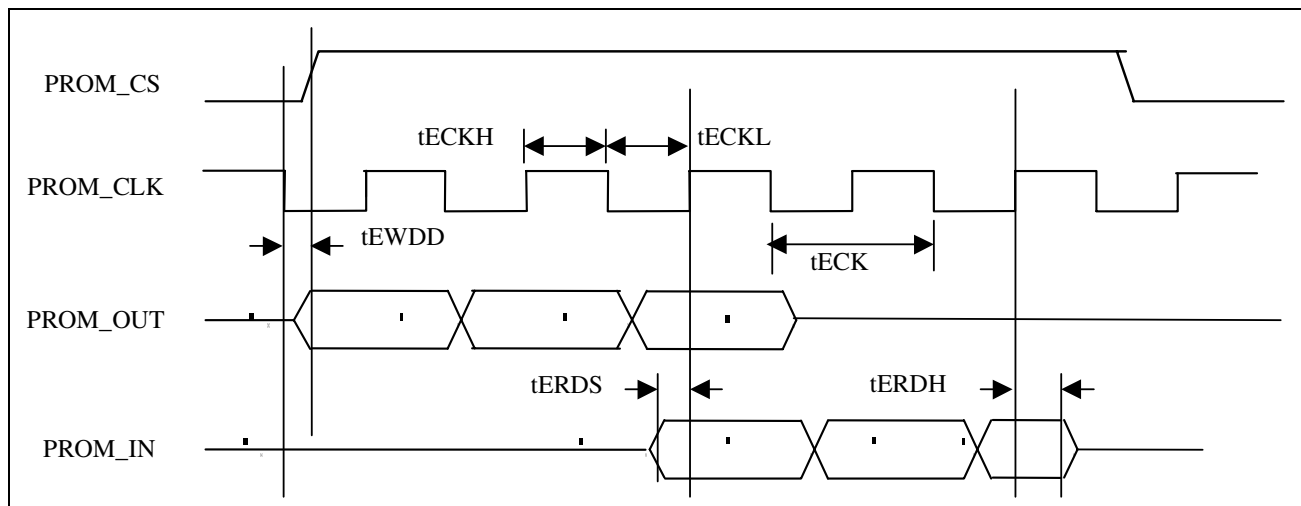 PROM_CS
tECKH
tECKL
PROM_CLK
tEWDD
tECK
PROM_OUT
tERDS
tERDH
PROM_IN